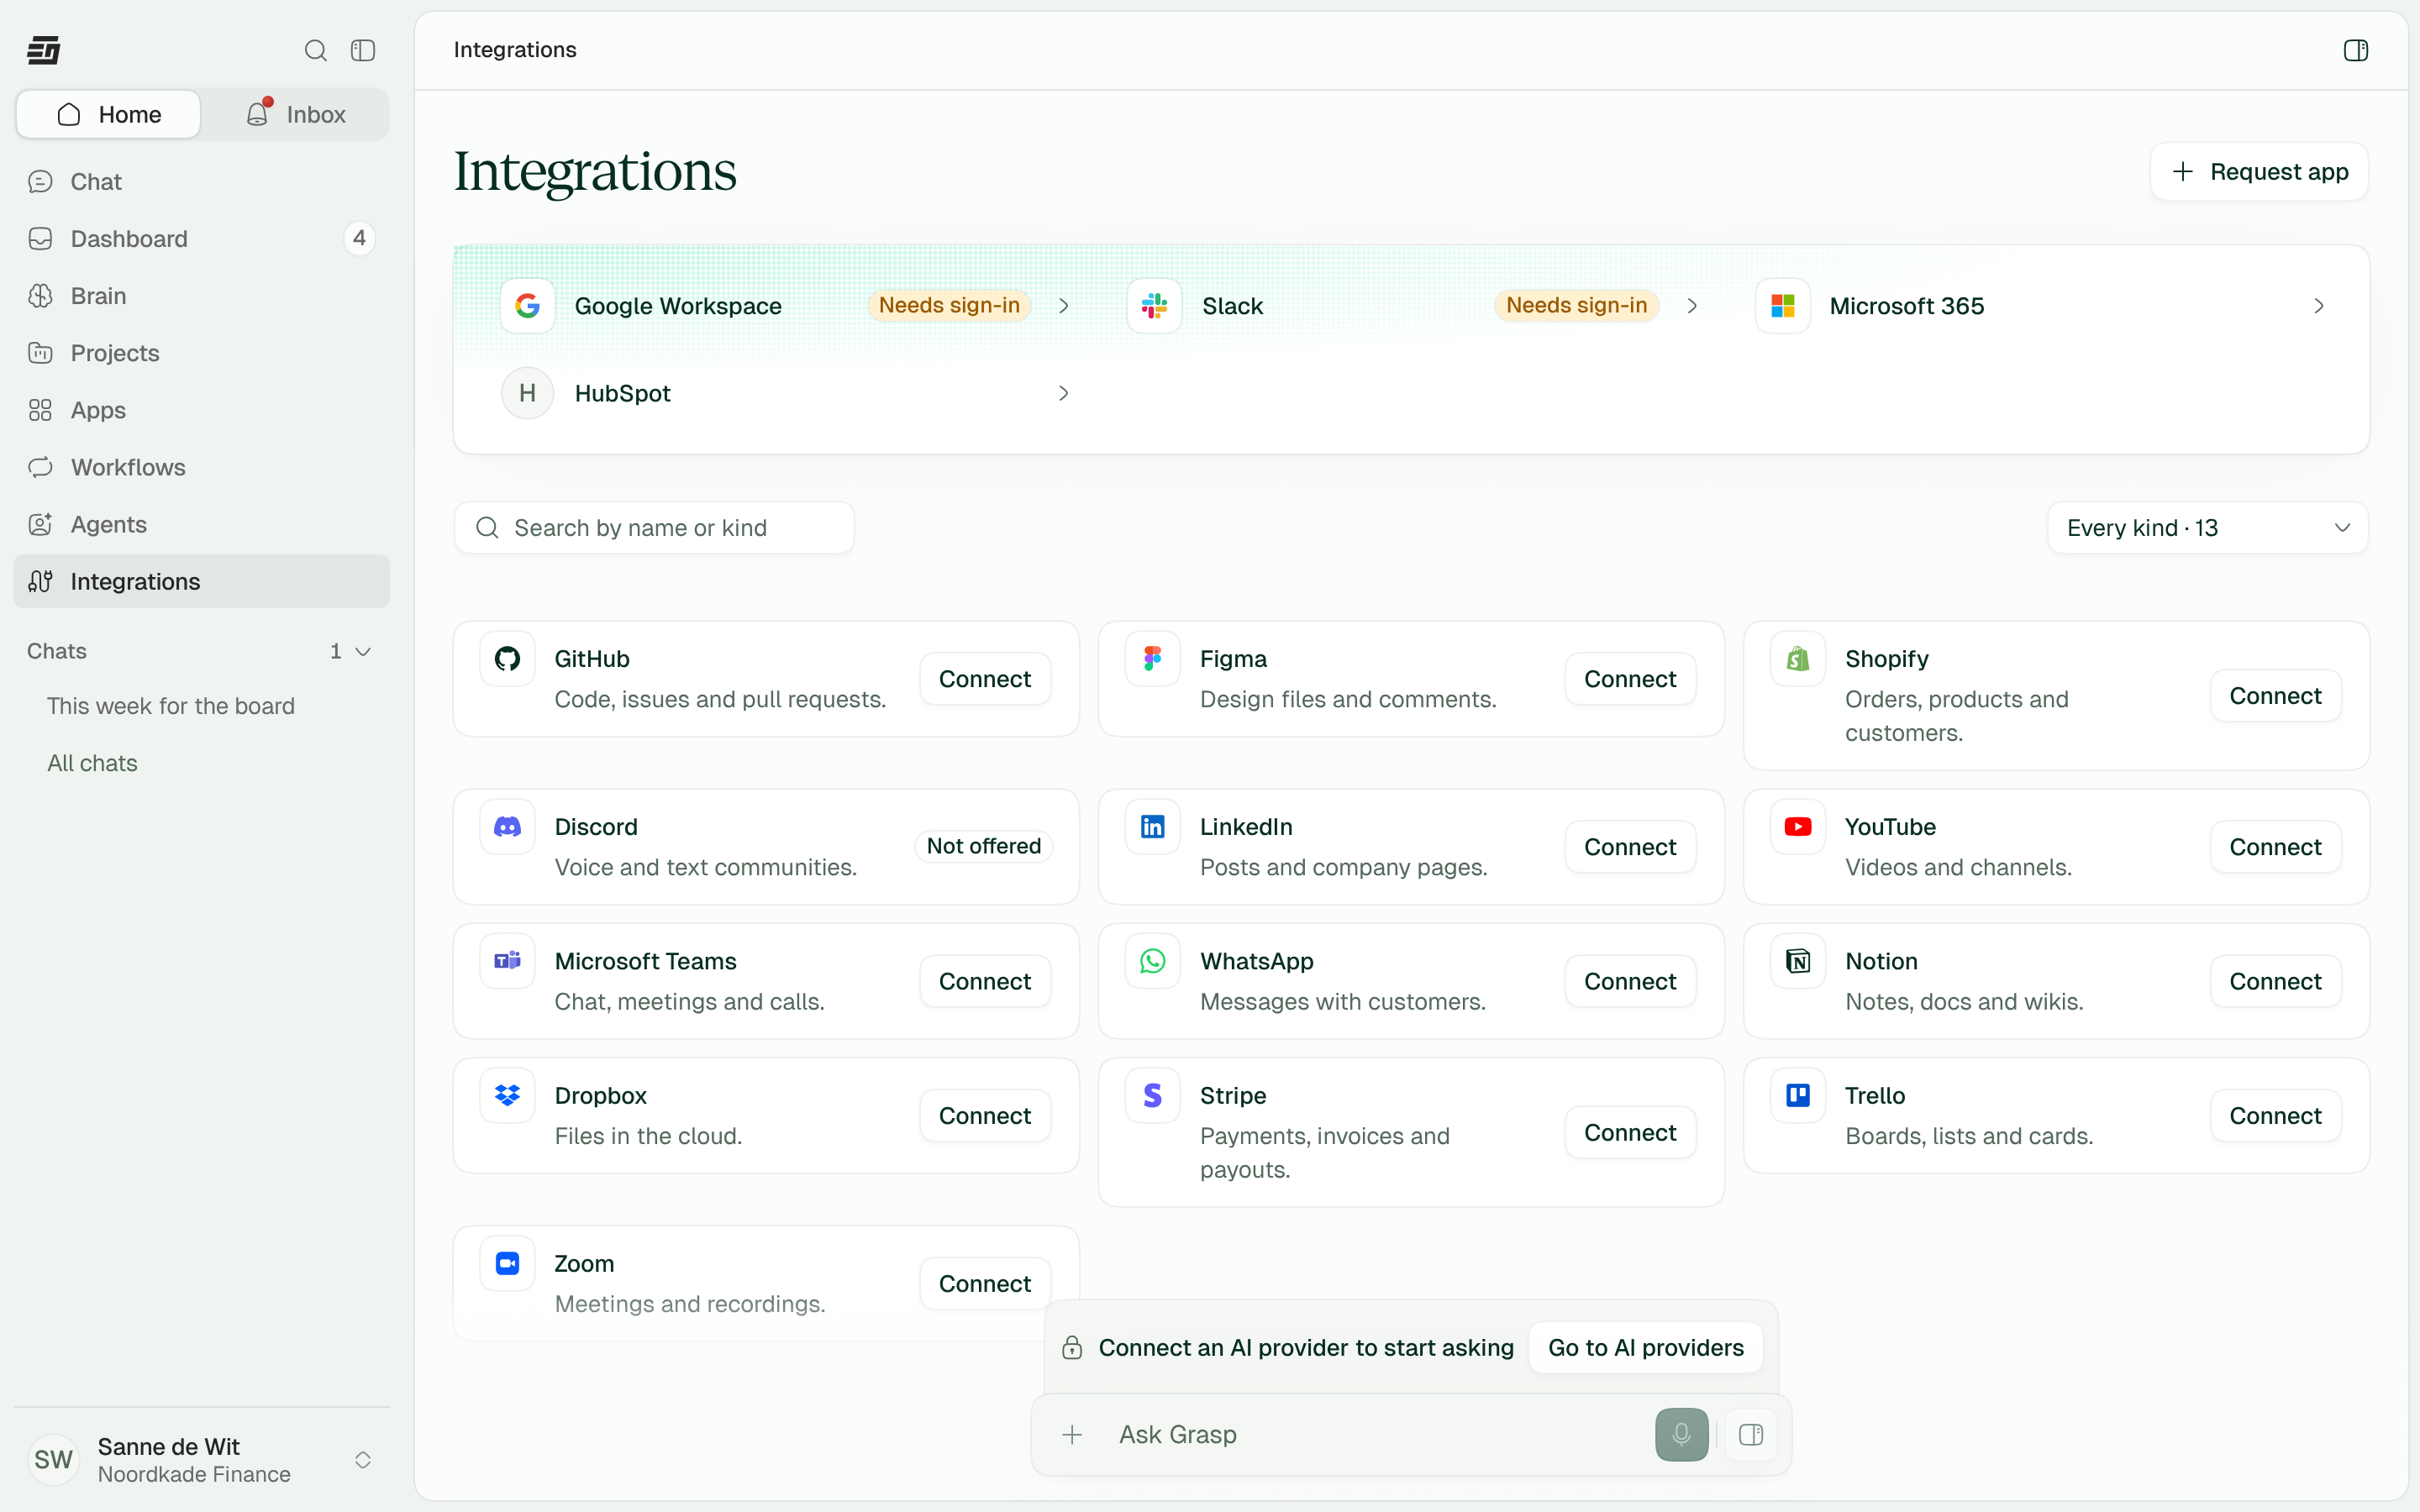 Home
Inbox
Chat
Dashboard
4
Brain
Projects
Apps
Workflows
Agents
Integrations
Chats
1
This week for the board
All chats
SW
Sanne de Wit
Noordkade Finance
Integrations
Integrations
Request app
Google Workspace
Needs sign-in
Slack
Needs sign-in
Microsoft 365
H
HubSpot
Search by name or kind
Every kind · 13
GitHub
Code, issues and pull requests.
Connect
Figma
Design files and comments.
Connect
Shopify
Orders, products and
customers.
Connect
Discord
Voice and text communities.
Not offered
LinkedIn
Posts and company pages.
Connect
YouTube
Videos and channels.
Connect
Microsoft Teams
Chat, meetings and calls.
Connect
WhatsApp
Messages with customers.
Connect
Notion
Notes, docs and wikis.
Connect
Dropbox
Files in the cloud.
Connect
Stripe
Payments, invoices and
payouts.
Connect
Trello
Boards, lists and cards.
Connect
Zoom
Meetings and recordings.
Connect
Connect an AI provider to start asking
Go to AI providers
Ask Grasp